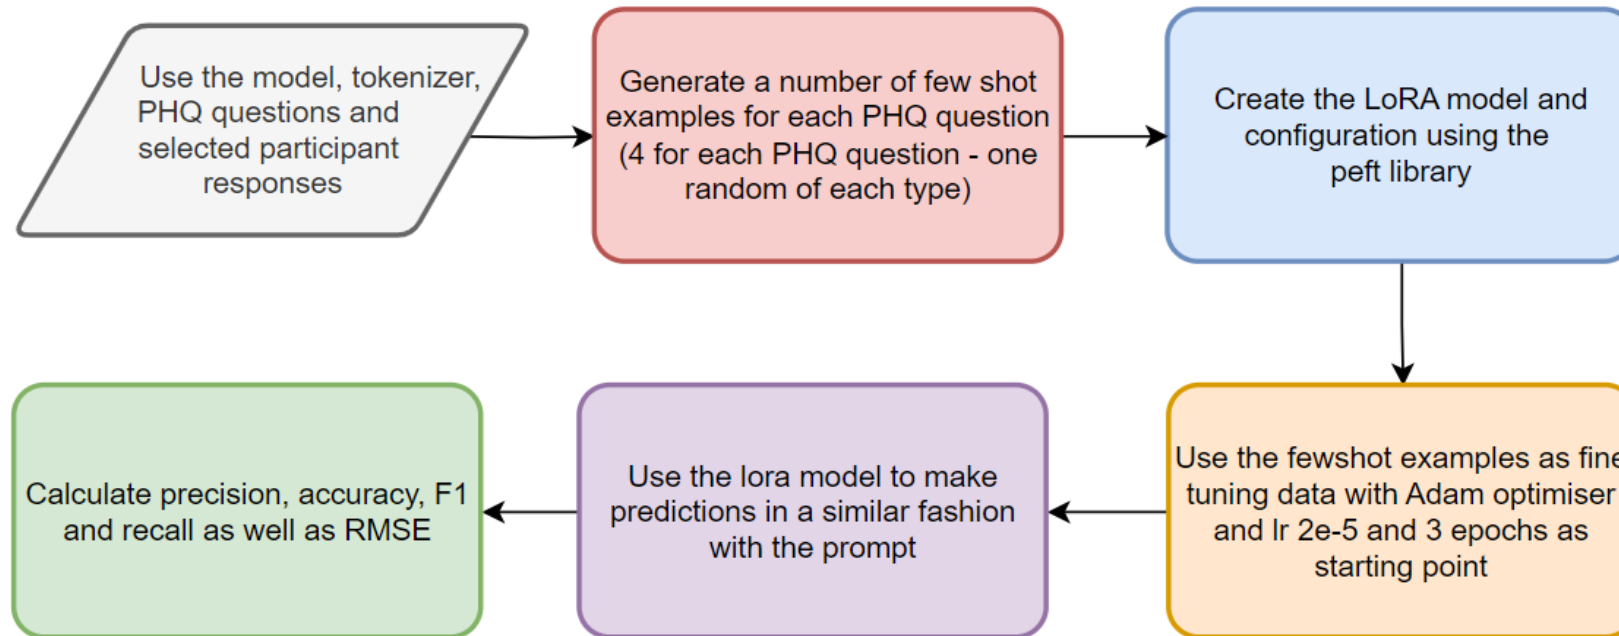 Use the model, tokenizer,
PHQ questions and
selected participant
responses
Generate a number of few shot
examples for each PHQ question
(4 for each PHQ question - one
random of each type)
Create the LoRA model and
configuration using the
peft library
Use the fewshot examples as fine
tuning data with Adam optimiser
and lr 2e-5 and 3 epochs as
starting point
Use the lora model to make
predictions in a similar fashion
with the prompt
Calculate precision, accuracy, F1
and recall as well as RMSE